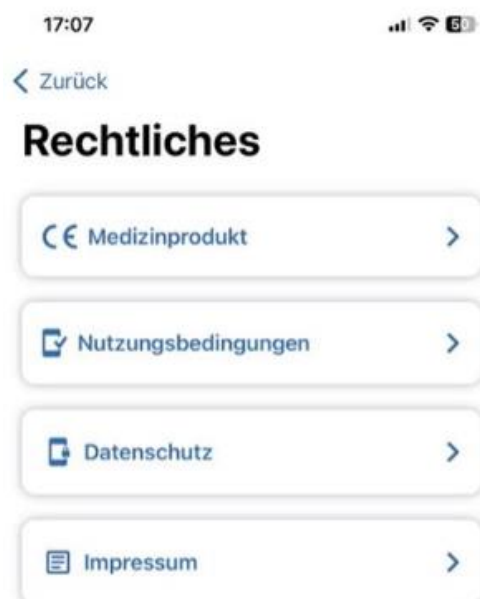 17:07
50
Zurück
Rechtliches
CE Medizinprodukt
Nutzungsbedingungen
Datenschutz
Impressum